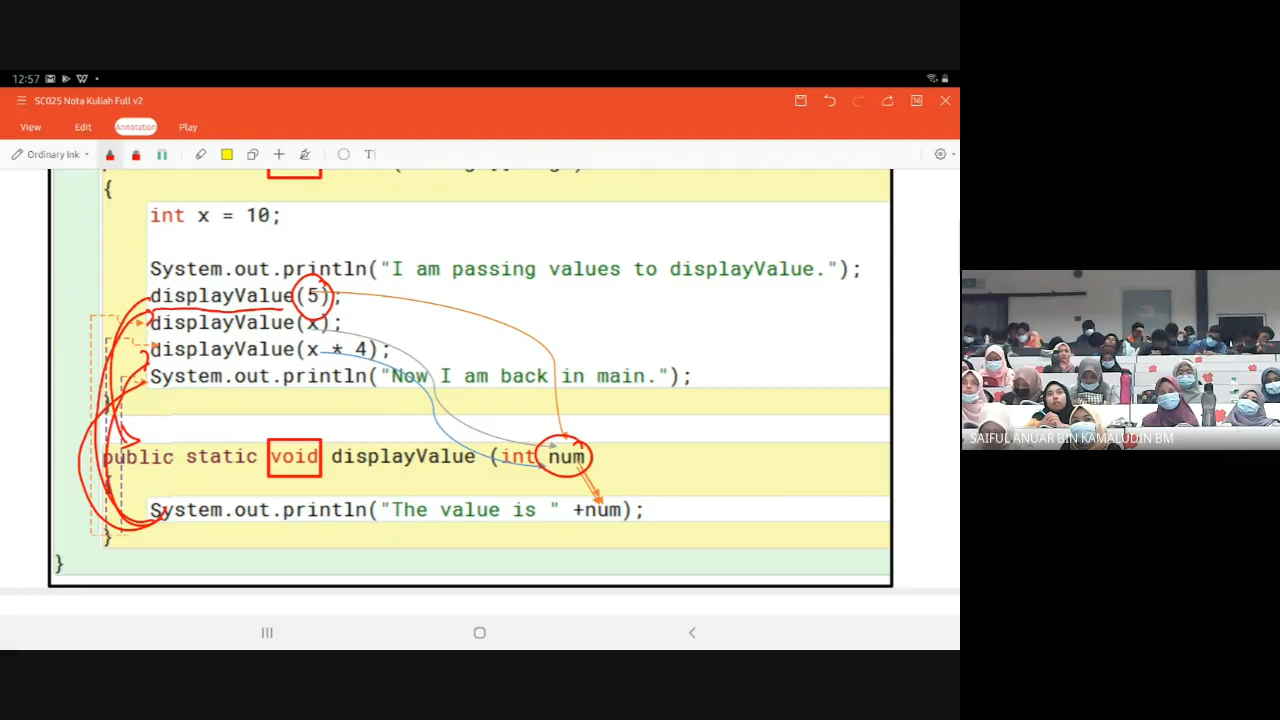 12:57
SC025 Nota Kuliah Full v2
16
View Edit Annotation Play
Ordinary Ink T
{
int x = 10;
System.out.println("I am passing values to displayValue.");
displayValue(5);
displayValue(x);
displayValue(x * 4);
System.out.println("Now I am back in main.");
}
public static void displayValue (int num
{
System.out.println("The value is " +num);
}
}
SAIFUL ANUAR BIN KAMALUDIN BM